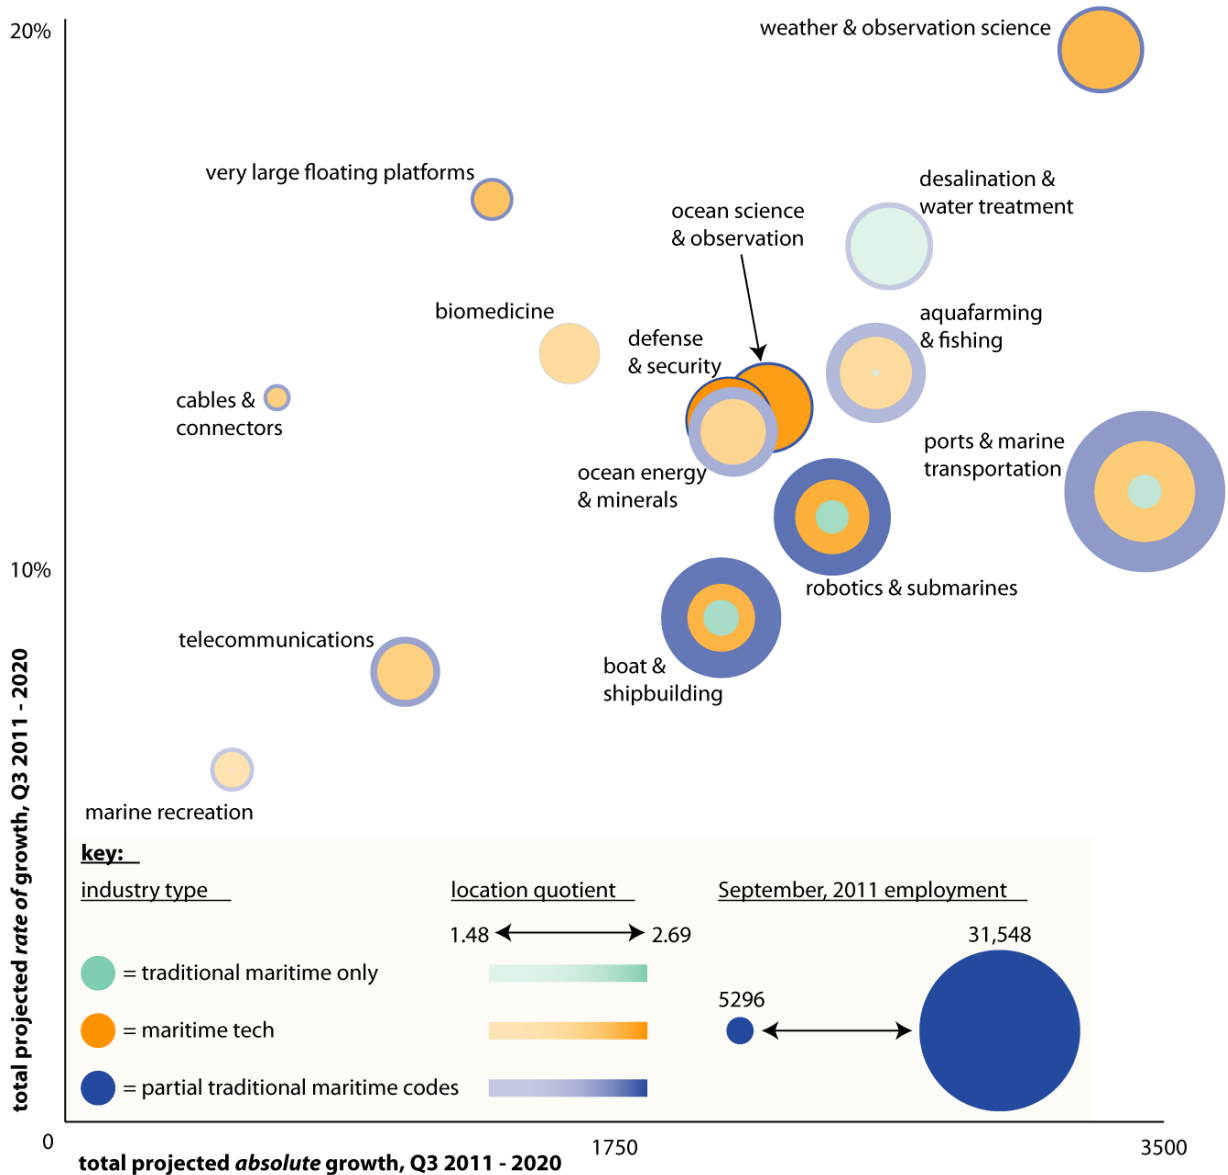 20%
weather & observation science
very large floating platforms
desalination &
water treatment
ocean science
& observation
biomedicine
defense
& security
aquafarming
& fishing
cables &
connectors
ocean energy
& minerals
ports & marine
transportation
10%
robotics & submarines
telecommunications
boat &
shipbuilding
marine recreation
total projected rate of growth, Q3 2011 - 2020
key:
industry type
location quotient
September, 2011 employment
1.48
2.69
31,548
= traditional maritime only
5296
= maritime tech
= partial traditional maritime codes
0
1750
3500
total projected absolute growth, Q3 2011 - 2020